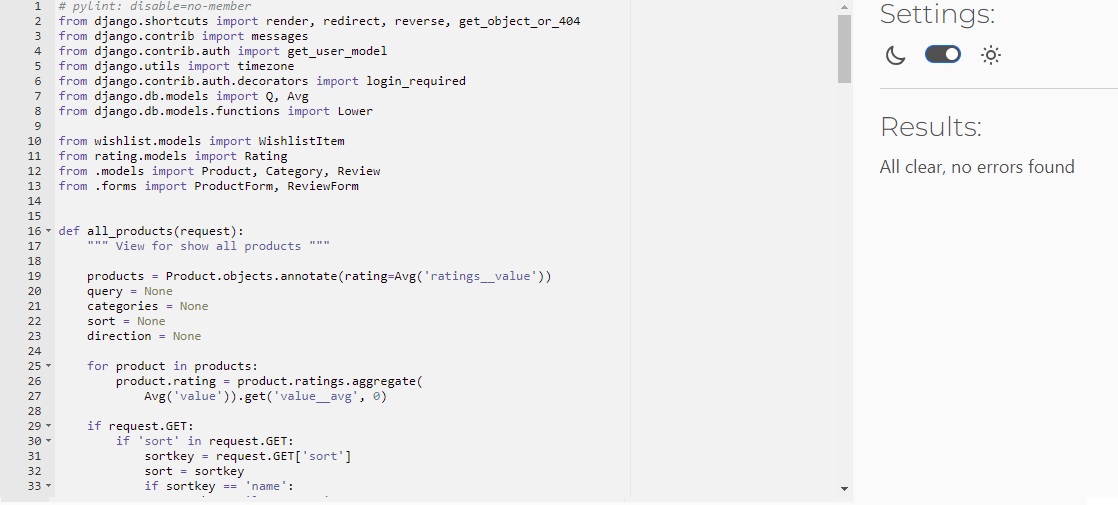 1 # pylint: disable=no-member
2 from django.shortcuts import render, redirect, reverse, get_object_or_404
3 from django.contrib import messages
4 from django.contrib.auth import get_user_model
5 from django.utils import timezone
6 from django.contrib.auth.decorators import login_required
7 from django.db.models import Q, Avg
8 from django.db.models.functions import Lower
9
10 from wishlist.models import WishlistItem
11 from rating.models import Rating
12 from .models import Product, Category, Review
13 from .forms import ProductForm, ReviewForm
14
15
16 def all_products(request):
17     """ View for show all products """
18
19     products = Product.objects.annotate(rating=Avg('ratings__value'))
20     query = None
21     categories = None
22     sort = None
23     direction = None
24
25     for product in products:
26         product.rating = product.ratings.aggregate(
27             Avg('value')).get('value__avg', 0)
28
29     if request.GET:
30         if 'sort' in request.GET:
31             sortkey = request.GET['sort']
32             sort = sortkey
33             if sortkey == 'name':
Settings:
Results:
All clear, no errors found